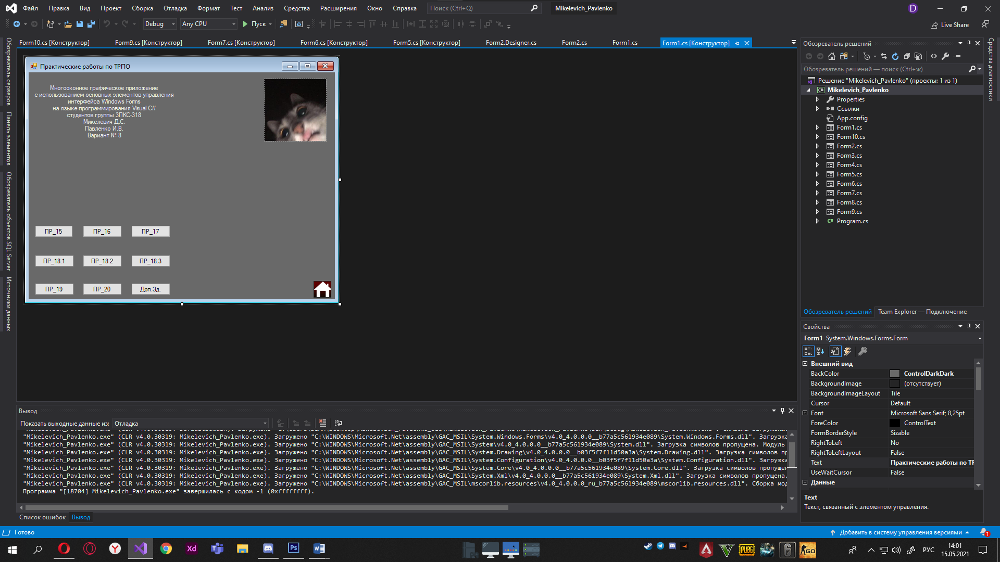 Файл Правка Вид Проект Сборка Отладка Формат Тест Анализ Средства Расширения Окно Справка Поиск (Ctrl+Q) Mikelevich_Pavlenko D
Debug Any CPU Пуск Live Share
Form10.cs [Конструктор] Form9.cs [Конструктор] Form7.cs [Конструктор] Form6.cs [Конструктор] Form5.cs [Конструктор] Form2.Designer.cs Form2.cs Form1.cs Form1.cs [Конструктор]
Обозреватель серверов
Панель элементов
Обозреватель объектов SQL Server
Источники данных
Практические работы по ТРПО
Многооконное графическое приложение
с использованием основных элементов управления
интерфейса Windows Forms
на языке программирования Visual C#
студентов группы 3ПКС-318
Микелевич Д.С.
Павленко И.В.
Вариант № 8
ПР_15 ПР_16 ПР_17
ПР_18.1 ПР_18.2 ПР_18.3
ПР_19 ПР_20 Доп.Зд.
Обозреватель решений
Обозреватель решений — поиск (Ctrl+ж)
Решение "Mikelevich_Pavlenko" (проекты: 1 из 1)
C# Mikelevich_Pavlenko
Properties
Ссылки
App.config
Form1.cs
Form10.cs
Form2.cs
Form3.cs
Form4.cs
Form5.cs
Form6.cs
Form7.cs
Form8.cs
Form9.cs
C# Program.cs
Обозреватель решений Team Explorer — Подключение
Средства диагностики
Свойства
Form1 System.Windows.Forms.Form
Внешний вид
BackColor ControlDarkDark
BackgroundImage (отсутствует)
BackgroundImageLayout Tile
Cursor Default
Font Microsoft Sans Serif; 8,25pt
ForeColor ControlText
FormBorderStyle Sizable
RightToLeft No
RightToLeftLayout False
Text Практические работы по ТР
UseWaitCursor False
Данные
Text
Текст, связанный с элементом управления.
Вывод
Показать выходные данные из: Отладка
"Mikelevich_Pavlenko.exe" (CLR v4.0.30319: Mikelevich_Pavlenko.exe). Загружено "C:\WINDOWS\Microsoft.Net\assembly\GAC_MSIL\System.Windows.Forms\v4.0_4.0.0.0__b77a5c561934e089\System.Windows.Forms.dll". Загрузка
"Mikelevich_Pavlenko.exe" (CLR v4.0.30319: Mikelevich_Pavlenko.exe). Загружено "C:\WINDOWS\Microsoft.Net\assembly\GAC_MSIL\System\v4.0_4.0.0.0__b77a5c561934e089\System.dll". Загрузка символов пропущена. Модуль
"Mikelevich_Pavlenko.exe" (CLR v4.0.30319: Mikelevich_Pavlenko.exe). Загружено "C:\WINDOWS\Microsoft.Net\assembly\GAC_MSIL\System.Drawing\v4.0_4.0.0.0__b03f5f7f11d50a3a\System.Drawing.dll". Загрузка символов пр
"Mikelevich_Pavlenko.exe" (CLR v4.0.30319: Mikelevich_Pavlenko.exe). Загружено "C:\WINDOWS\Microsoft.Net\assembly\GAC_MSIL\System.Configuration\v4.0_4.0.0.0__b03f5f7f11d50a3a\System.Configuration.dll". Загрузка
"Mikelevich_Pavlenko.exe" (CLR v4.0.30319: Mikelevich_Pavlenko.exe). Загружено "C:\WINDOWS\Microsoft.Net\assembly\GAC_MSIL\System.Core\v4.0_4.0.0.0__b77a5c561934e089\System.Core.dll". Загрузка символов пропущен
"Mikelevich_Pavlenko.exe" (CLR v4.0.30319: Mikelevich_Pavlenko.exe). Загружено "C:\WINDOWS\Microsoft.Net\assembly\GAC_MSIL\System.Xml\v4.0_4.0.0.0__b77a5c561934e089\System.Xml.dll". Загрузка символов пропущена.
"Mikelevich_Pavlenko.exe" (CLR v4.0.30319: Mikelevich_Pavlenko.exe). Загружено "C:\WINDOWS\Microsoft.Net\assembly\GAC_MSIL\mscorlib.resources\v4.0_4.0.0.0_ru_b77a5c561934e089\mscorlib.resources.dll". Сборка мод
Программа "[18704] Mikelevich_Pavlenko.exe" завершилась с кодом -1 (0xffffffff).
Список ошибок Вывод
Готово Добавить в систему управления версиями 1
Xd Ps W PUBG GO РУС 14:01
15.05.2021